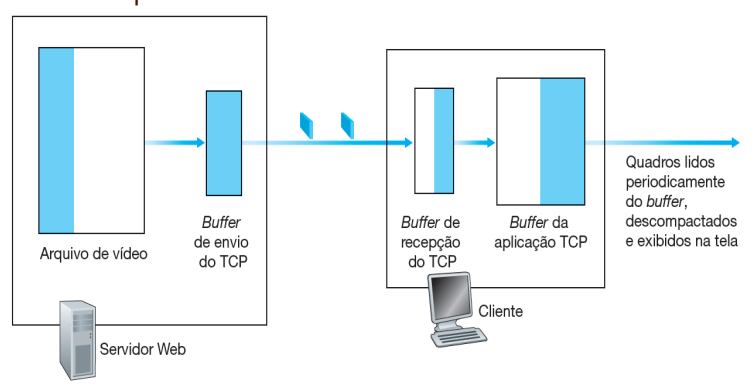 Arquivo de vídeo
Buffer
de envio
do TCP
Buffer de
recepção
do TCP
Buffer da
aplicação TCP
Quadros lidos
periodicamente
do buffer,
descompactados
e exibidos na tela
Cliente
Servidor Web